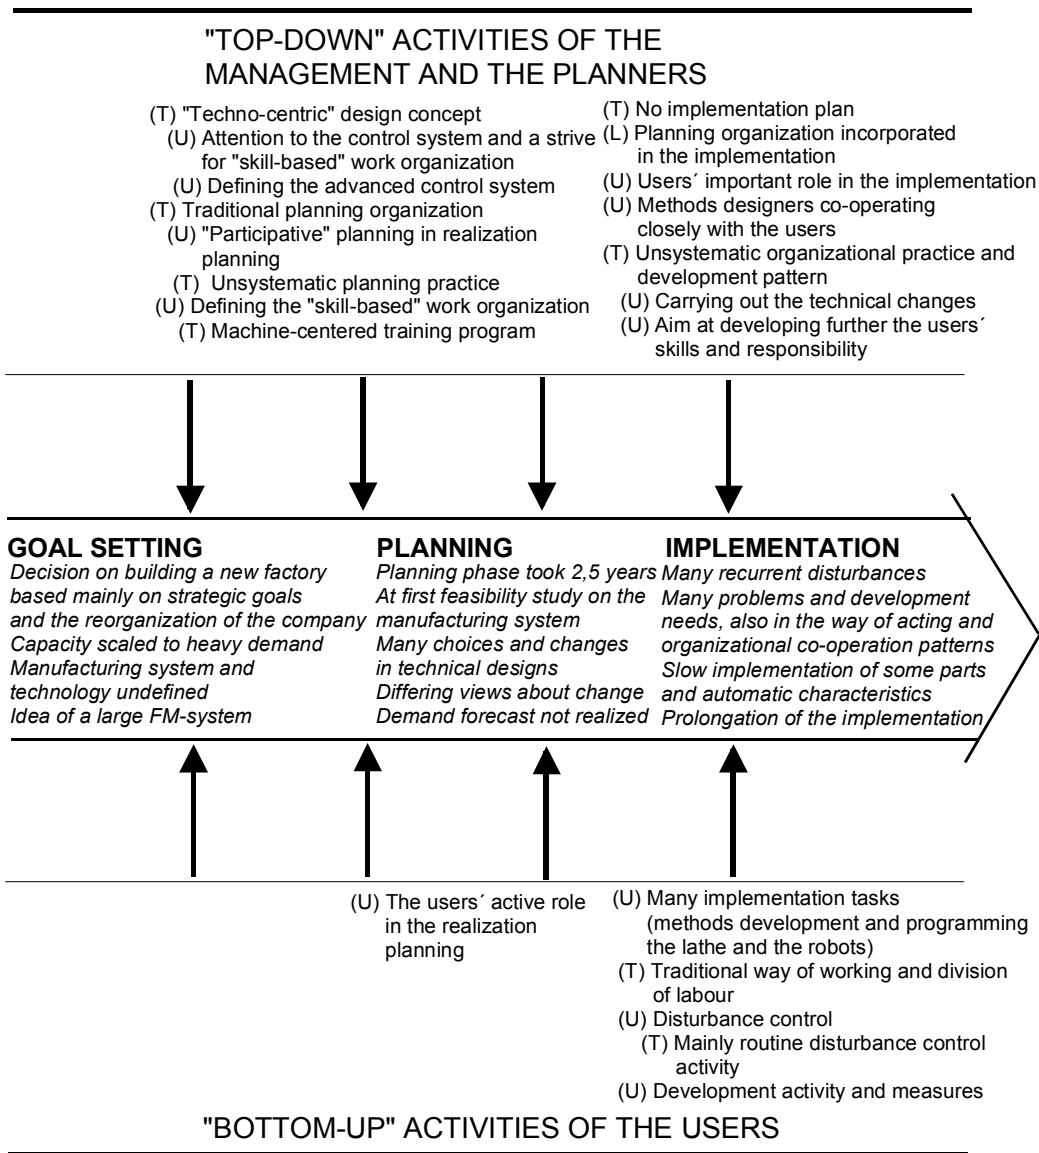 "TOP-DOWN" ACTIVITIES OF THE
MANAGEMENT AND THE PLANNERS
(T) "Techno-centric" design concept
(U) Attention to the control system and a strive
for "skill-based" work organization
(U) Defining the advanced control system
(T) Traditional planning organization
(U) "Participative" planning in realization
planning
(T) Unsystematic planning practice
(U) Defining the "skill-based" work organization
(T) Machine-centered training program
(T) No implementation plan
(L) Planning organization incorporated
in the implementation
(U) Users´ important role in the implementation
(U) Methods designers co-operating
closely with the users
(T) Unsystematic organizational practice and
development pattern
(U) Carrying out the technical changes
(U) Aim at developing further the users´
skills and responsibility
GOAL SETTING
Decision on building a new factory
based mainly on strategic goals
and the reorganization of the company
Capacity scaled to heavy demand
Manufacturing system and
technology undefined
Idea of a large FM-system
PLANNING
Planning phase took 2,5 years
At first feasibility study on the
manufacturing system
Many choices and changes
in technical designs
Differing views about change
Demand forecast not realized
IMPLEMENTATION
Many recurrent disturbances
Many problems and development
needs, also in the way of acting and
organizational co-operation patterns
Slow implementation of some parts
and automatic characteristics
Prolongation of the implementation
(U) The users´ active role
in the realization
planning
(U) Many implementation tasks
(methods development and programming
the lathe and the robots)
(T) Traditional way of working and division
of labour
(U) Disturbance control
(T) Mainly routine disturbance control
activity
(U) Development activity and measures
"BOTTOM-UP" ACTIVITIES OF THE USERS